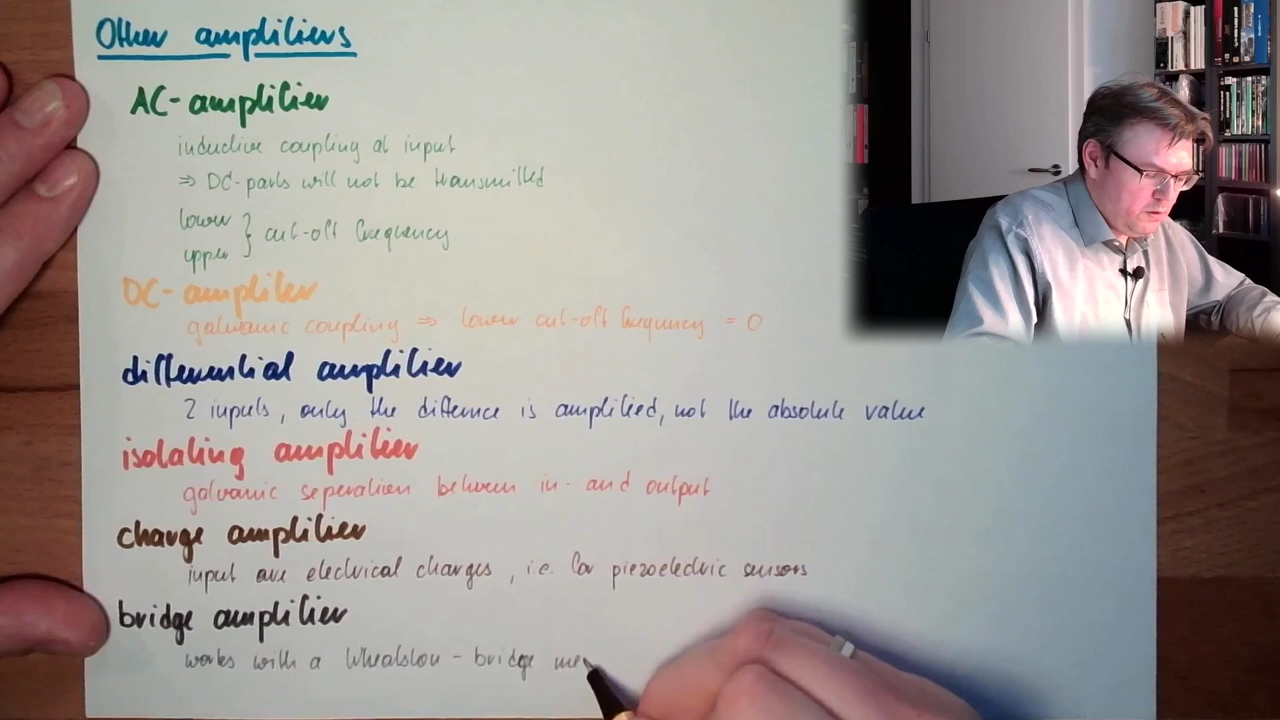 Other amplifiers
AC-amplifier
inductive coupling at input
⇒ DC-parts will not be transmitted
lower
upper } cut-off frequency
DC-amplifier
galvanic coupling ⇒ lower cut-off frequency = 0
differential amplifier
2 inputs, only the difference is amplified, not the absolute value
isolating amplifier
galvanic seperation between in- and output
charge amplifier
input are electrical charges, i.e. for piezoelectric sensors
bridge amplifier
works with a Wheatston-bridge me